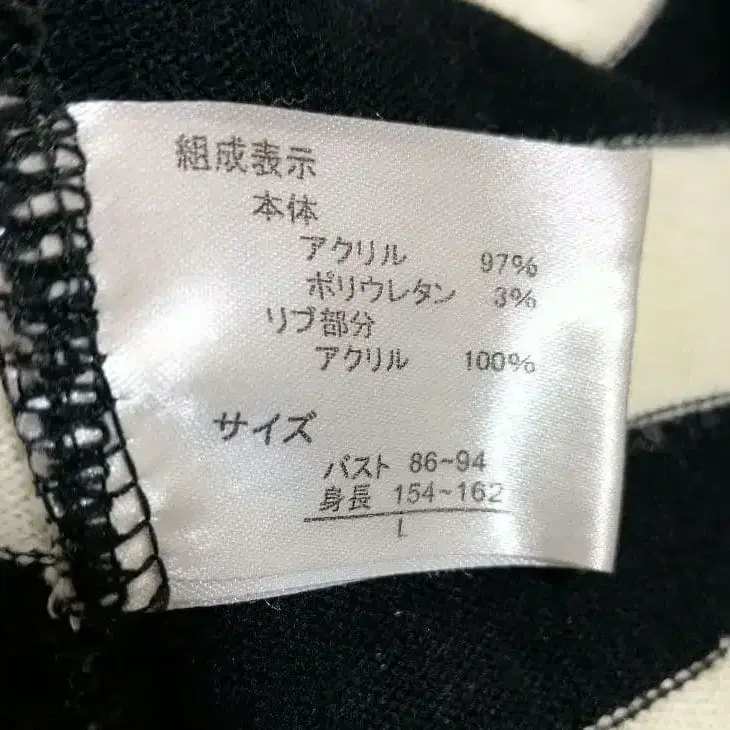 組成表示
本体
アクリル 97%
ポリウレタン 3%
リブ部分
アクリル 100%
サイズ
バスト 86~94
身長 154~162
L